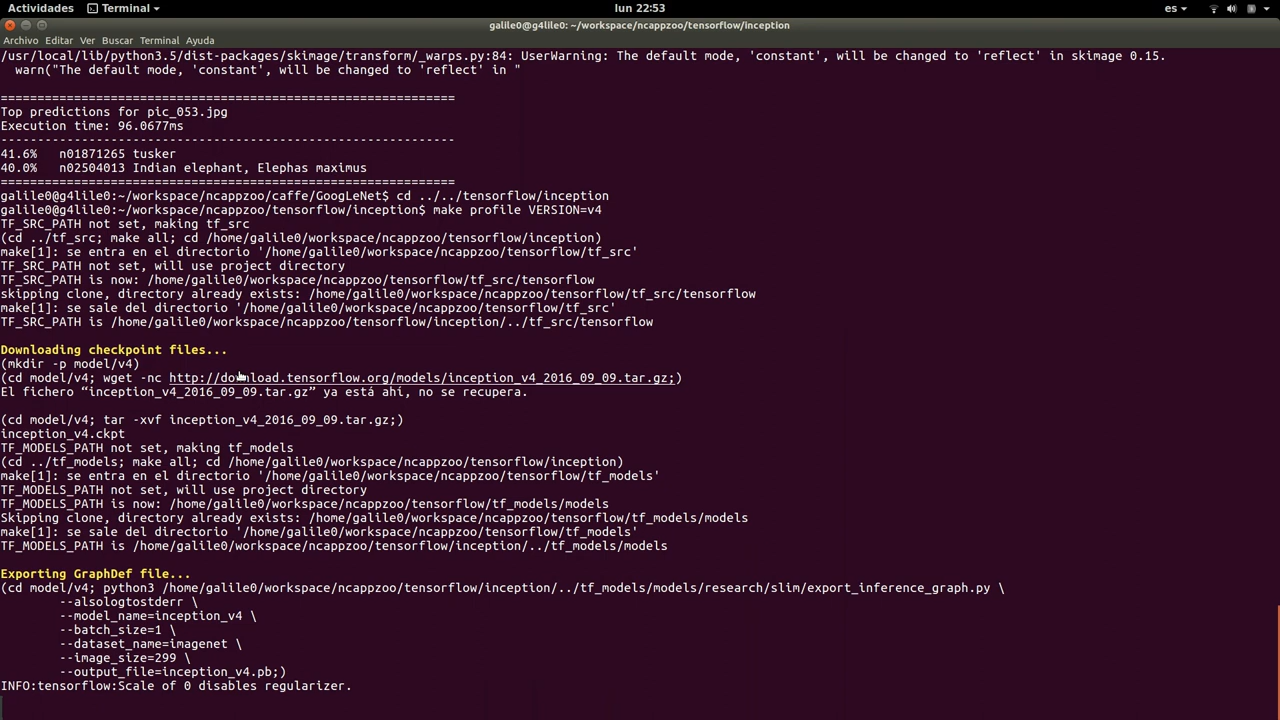 Actividades Terminal lun 22:53 es
galile0@g4lile0: ~/workspace/ncappzoo/tensorflow/inception
Archivo Editar Ver Buscar Terminal Ayuda
/usr/local/lib/python3.5/dist-packages/skimage/transform/_warps.py:84: UserWarning: The default mode, 'constant', will be changed to 'reflect' in skimage 0.15.
  warn("The default mode, 'constant', will be changed to 'reflect' in "
==============================================================
Top predictions for pic_053.jpg
Execution time: 96.0677ms
--------------------------------------------------------------
41.6%   n01871265 tusker
40.0%   n02504013 Indian elephant, Elephas maximus
==============================================================
galile0@g4lile0:~/workspace/ncappzoo/caffe/GoogLeNet$ cd ../../tensorflow/inception
galile0@g4lile0:~/workspace/ncappzoo/tensorflow/inception$ make profile VERSION=v4
TF_SRC_PATH not set, making tf_src
(cd ../tf_src; make all; cd /home/galile0/workspace/ncappzoo/tensorflow/inception)
make[1]: se entra en el directorio '/home/galile0/workspace/ncappzoo/tensorflow/tf_src'
TF_SRC_PATH not set, will use project directory
TF_SRC_PATH is now: /home/galile0/workspace/ncappzoo/tensorflow/tf_src/tensorflow
skipping clone, directory already exists: /home/galile0/workspace/ncappzoo/tensorflow/tf_src/tensorflow
make[1]: se sale del directorio '/home/galile0/workspace/ncappzoo/tensorflow/tf_src'
TF_SRC_PATH is /home/galile0/workspace/ncappzoo/tensorflow/inception/../tf_src/tensorflow
Downloading checkpoint files...
(mkdir -p model/v4)
(cd model/v4; wget -nc http://download.tensorflow.org/models/inception_v4_2016_09_09.tar.gz;)
El fichero “inception_v4_2016_09_09.tar.gz” ya está ahí, no se recupera.
(cd model/v4; tar -xvf inception_v4_2016_09_09.tar.gz;)
inception_v4.ckpt
TF_MODELS_PATH not set, making tf_models
(cd ../tf_models; make all; cd /home/galile0/workspace/ncappzoo/tensorflow/inception)
make[1]: se entra en el directorio '/home/galile0/workspace/ncappzoo/tensorflow/tf_models'
TF_MODELS_PATH not set, will use project directory
TF_MODELS_PATH is now: /home/galile0/workspace/ncappzoo/tensorflow/tf_models/models
Skipping clone, directory already exists: /home/galile0/workspace/ncappzoo/tensorflow/tf_models/models
make[1]: se sale del directorio '/home/galile0/workspace/ncappzoo/tensorflow/tf_models'
TF_MODELS_PATH is /home/galile0/workspace/ncappzoo/tensorflow/inception/../tf_models/models
Exporting GraphDef file...
(cd model/v4; python3 /home/galile0/workspace/ncappzoo/tensorflow/inception/../tf_models/models/research/slim/export_inference_graph.py \
        --alsologtostderr \
        --model_name=inception_v4 \
        --batch_size=1 \
        --dataset_name=imagenet \
        --image_size=299 \
        --output_file=inception_v4.pb;)
INFO:tensorflow:Scale of 0 disables regularizer.